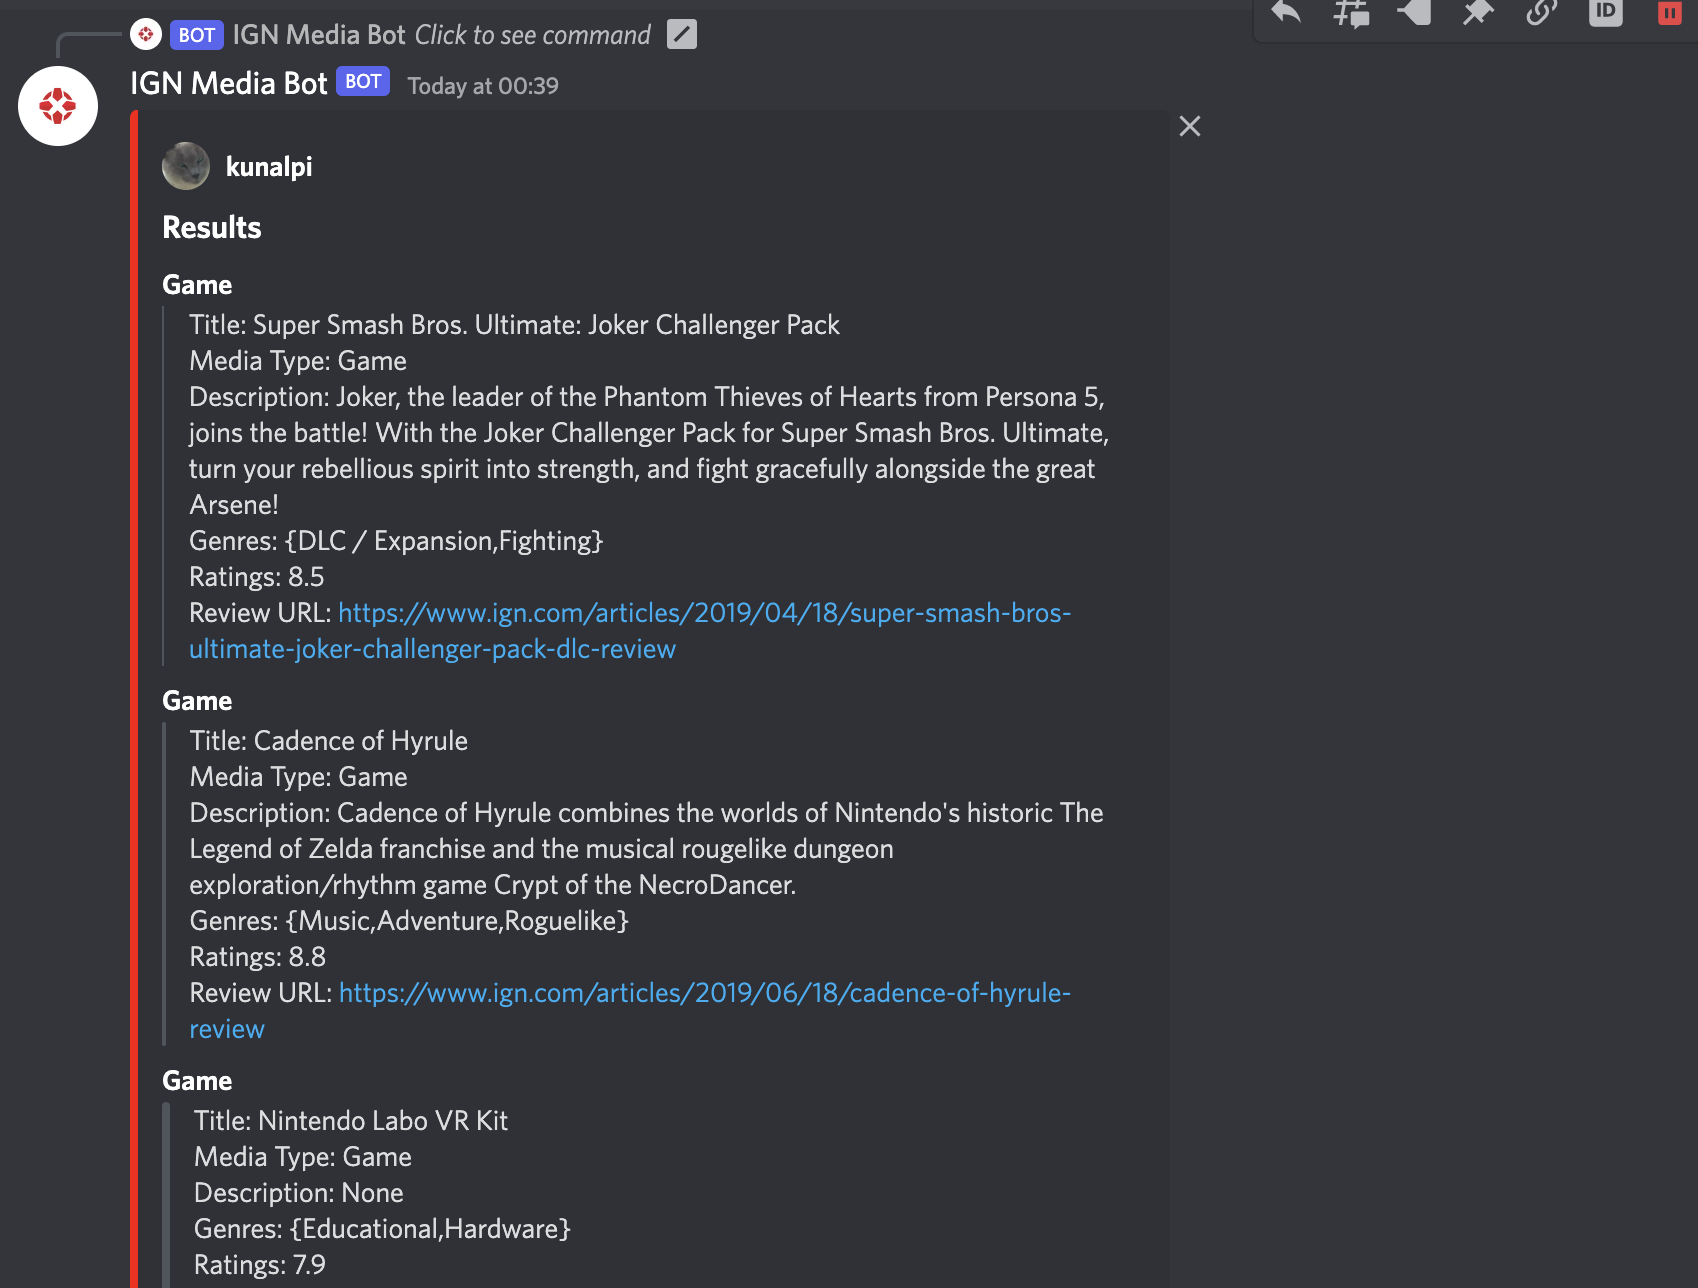 BOT IGN Media Bot Click to see command
ID
IGN Media Bot BOT Today at 00:39
kunalpi
Results
Game
Title: Super Smash Bros. Ultimate: Joker Challenger Pack
Media Type: Game
Description: Joker, the leader of the Phantom Thieves of Hearts from Persona 5,
joins the battle! With the Joker Challenger Pack for Super Smash Bros. Ultimate,
turn your rebellious spirit into strength, and fight gracefully alongside the great
Arsene!
Genres: {DLC / Expansion,Fighting}
Ratings: 8.5
Review URL: https://www.ign.com/articles/2019/04/18/super-smash-bros-
ultimate-joker-challenger-pack-dlc-review
Game
Title: Cadence of Hyrule
Media Type: Game
Description: Cadence of Hyrule combines the worlds of Nintendo's historic The
Legend of Zelda franchise and the musical rougelike dungeon
exploration/rhythm game Crypt of the NecroDancer.
Genres: {Music,Adventure,Roguelike}
Ratings: 8.8
Review URL: https://www.ign.com/articles/2019/06/18/cadence-of-hyrule-
review
Game
Title: Nintendo Labo VR Kit
Media Type: Game
Description: None
Genres: {Educational,Hardware}
Ratings: 7.9